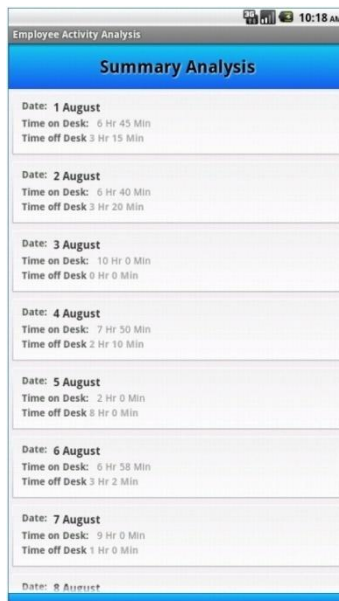 3G 10:18 AM
Employee Activity Analysis
Summary Analysis
Date: 1 August
Time on Desk: 6 Hr 45 Min
Time off Desk 3 Hr 15 Min
Date: 2 August
Time on Desk: 6 Hr 40 Min
Time off Desk 3 Hr 20 Min
Date: 3 August
Time on Desk: 10 Hr 0 Min
Time off Desk 0 Hr 0 Min
Date: 4 August
Time on Desk: 7 Hr 50 Min
Time off Desk 2 Hr 10 Min
Date: 5 August
Time on Desk: 2 Hr 0 Min
Time off Desk 8 Hr 0 Min
Date: 6 August
Time on Desk: 6 Hr 58 Min
Time off Desk 3 Hr 2 Min
Date: 7 August
Time on Desk: 9 Hr 0 Min
Time off Desk 1 Hr 0 Min
Date: 8 August